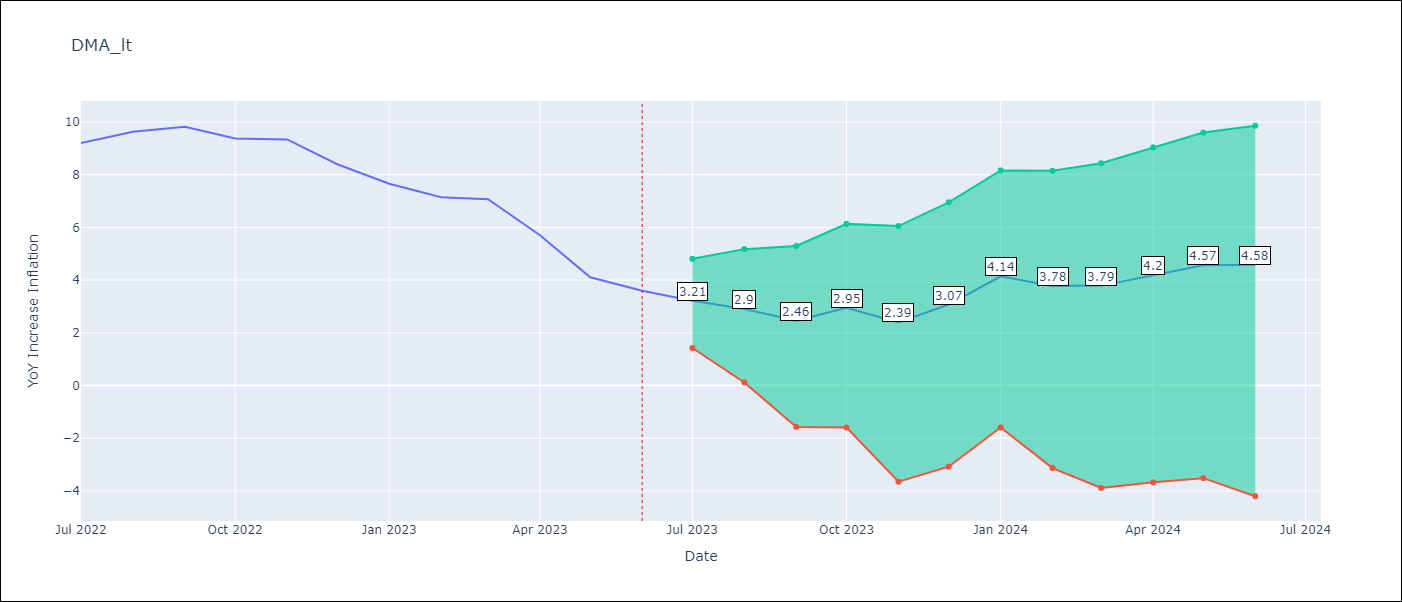 DMA_lt
YoY Increase Inflation
10
8
6
4
2
0
−2
−4
3.21
2.9
2.46
2.95
2.39
3.07
4.14
3.78
3.79
4.2
4.57
4.58
Jul 2022
Oct 2022
Jan 2023
Apr 2023
Jul 2023
Oct 2023
Jan 2024
Apr 2024
Jul 2024
Date